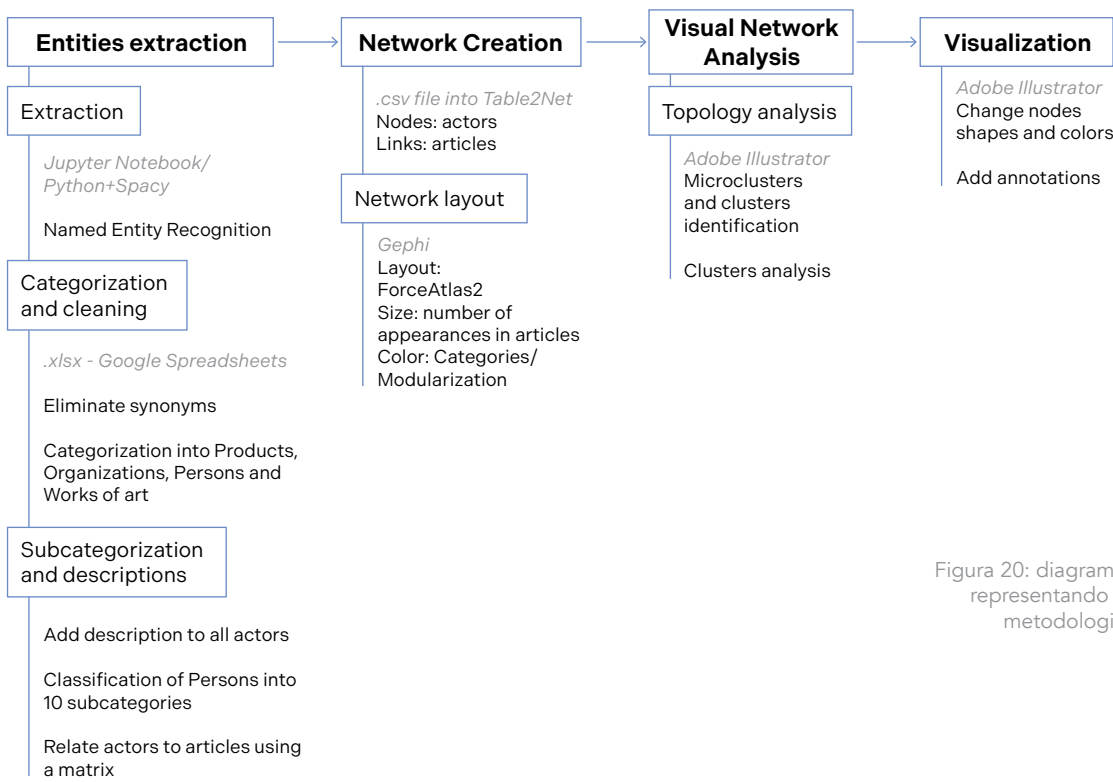 Entities extraction
Extraction
Jupyter Notebook/
Python+Spacy
Named Entity Recognition
Categorization
and cleaning
.xlsx - Google Spreadsheets
Eliminate synonyms
Categorization into Products,
Organizations, Persons and
Works of art
Subcategorization
and descriptions
Add description to all actors
Classification of Persons into
10 subcategories
Relate actors to articles using
a matrix
Network Creation
.csv file into Table2Net
Nodes: actors
Links: articles
Network layout
Gephi
Layout:
ForceAtlas2
Size: number of
appearances in articles
Color: Categories/
Modularization
Visual Network
Analysis
Topology analysis
Adobe Illustrator
Microclusters
and clusters
identification
Clusters analysis
Visualization
Adobe Illustrator
Change nodes
shapes and colors
Add annotations
Figura 20: diagram
representando
metodologi